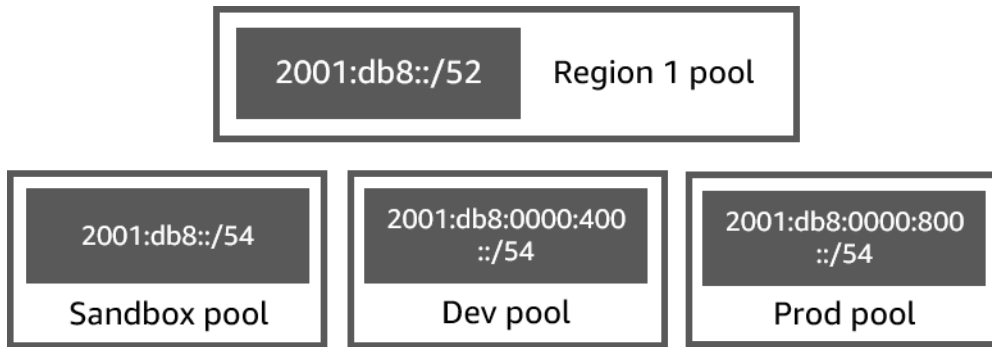 2001:db8::/52
Region 1 pool
2001:db8::/54
Sandbox pool
2001:db8:0000:400
::/54
Dev pool
2001:db8:0000:800
::/54
Prod pool